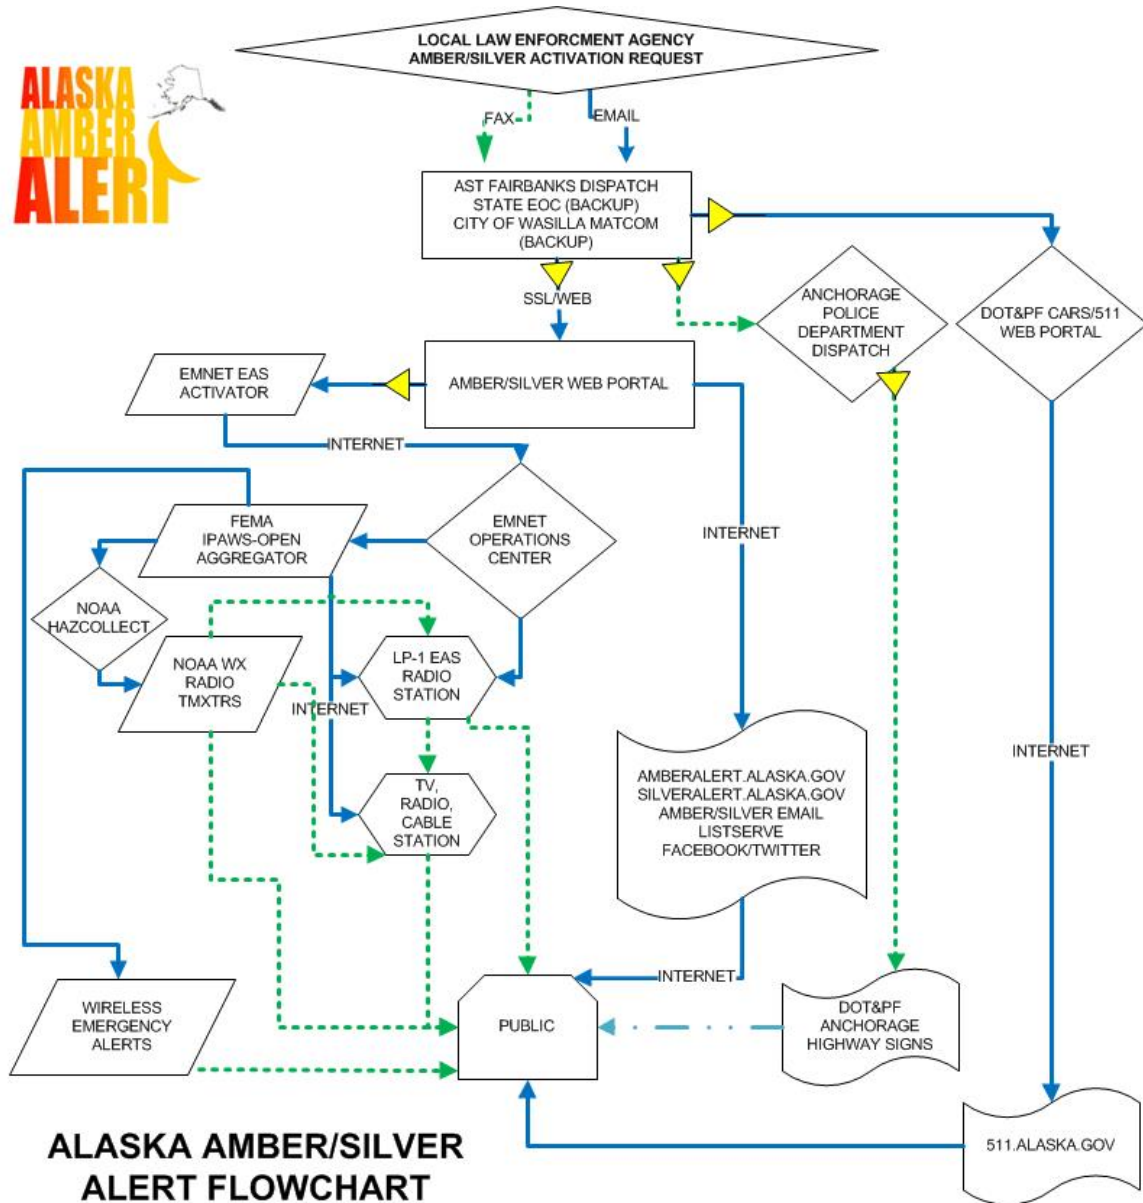 LOCAL LAW ENFORCMENT AGENCY
AMBER/SILVER ACTIVATION REQUEST
ALASKA
AMBER
ALERT
FAX
EMAIL
AST FAIRBANKS DISPATCH
STATE EOC (BACKUP)
CITY OF WASILLA MATCOM
(BACKUP)
SSL/WEB
ANCHORAGE
POLICE
DEPARTMENT
DISPATCH
DOT&PF CARS/511
WEB PORTAL
EMNET EAS
ACTIVATOR
AMBER/SILVER WEB PORTAL
INTERNET
FEMA
IPAWS-OPEN
AGGREGATOR
EMNET
OPERATIONS
CENTER
INTERNET
NOAA
HAZCOLLECT
NOAA WX
RADIO
TMXTRS
LP-1 EAS
RADIO
STATION
INTERNET
TV,
RADIO,
CABLE
STATION
AMBERALERT.ALASKA.GOV
SILVERALERT.ALASKA.GOV
AMBER/SILVER EMAIL
LISTSERVE
FACEBOOK/TWITTER
INTERNET
INTERNET
WIRELESS
EMERGENCY
ALERTS
PUBLIC
DOT&PF
ANCHORAGE
HIGHWAY SIGNS
511.ALASKA.GOV
ALASKA AMBER/SILVER
ALERT FLOWCHART